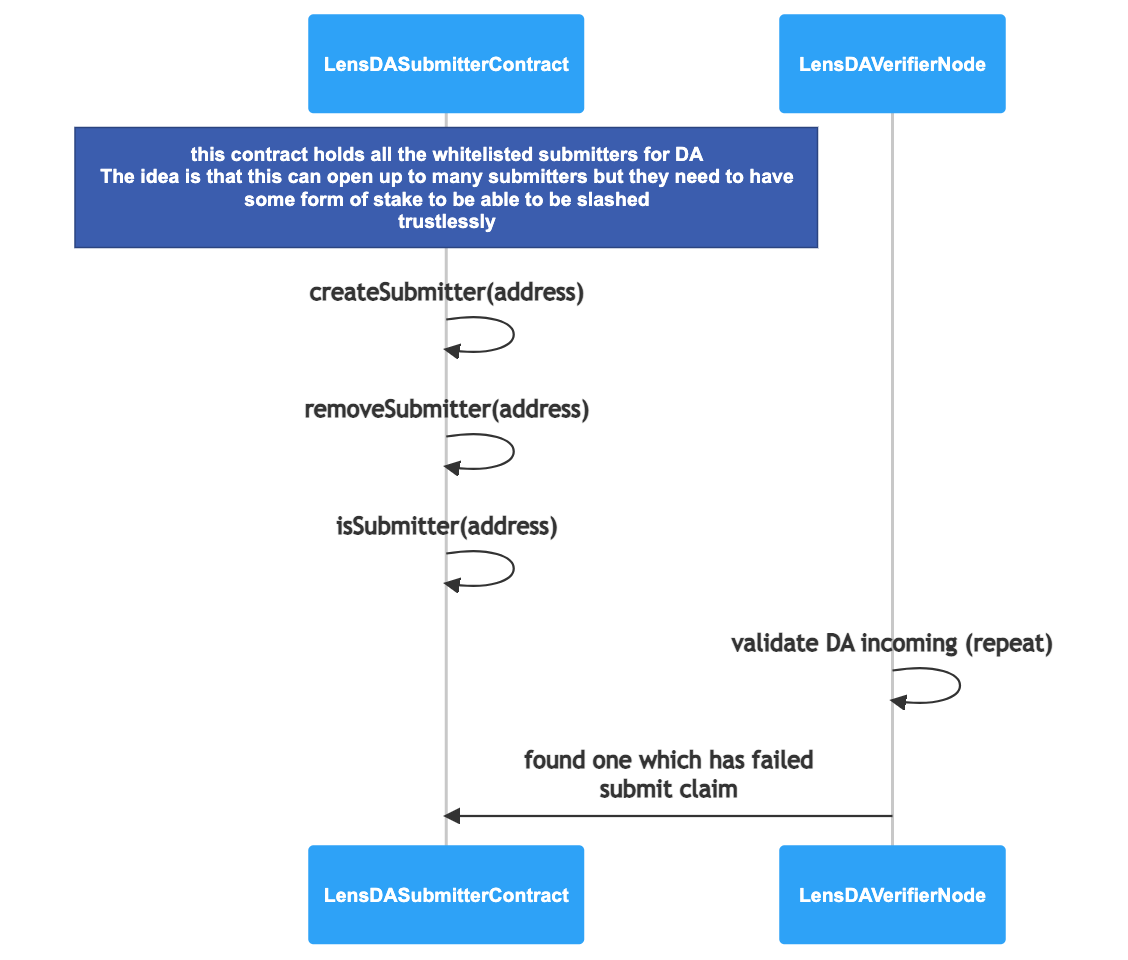 LensDASubmitterContract
LensDAVerifierNode
this contract holds all the whitelisted submitters for DA
The idea is that this can open up to many submitters but they need to have
some form of stake to be able to be slashed
trustlessly
createSubmitter(address)
removeSubmitter(address)
isSubmitter(address)
validate DA incoming (repeat)
found one which has failed
submit claim
LensDASubmitterContract
LensDAVerifierNode